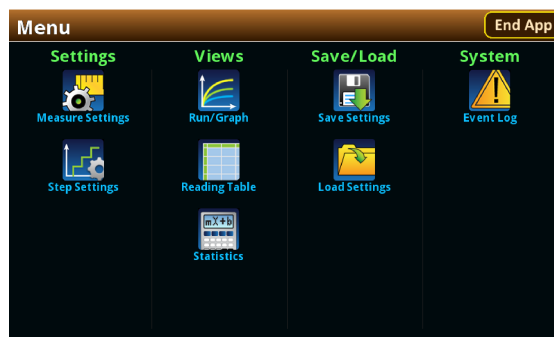 Menu
End App
Settings
Views
Save/Load
System
Measure Settings
Run/Graph
Save Settings
Event Log
Step Settings
Reading Table
Load Settings
mX+b
Statistics